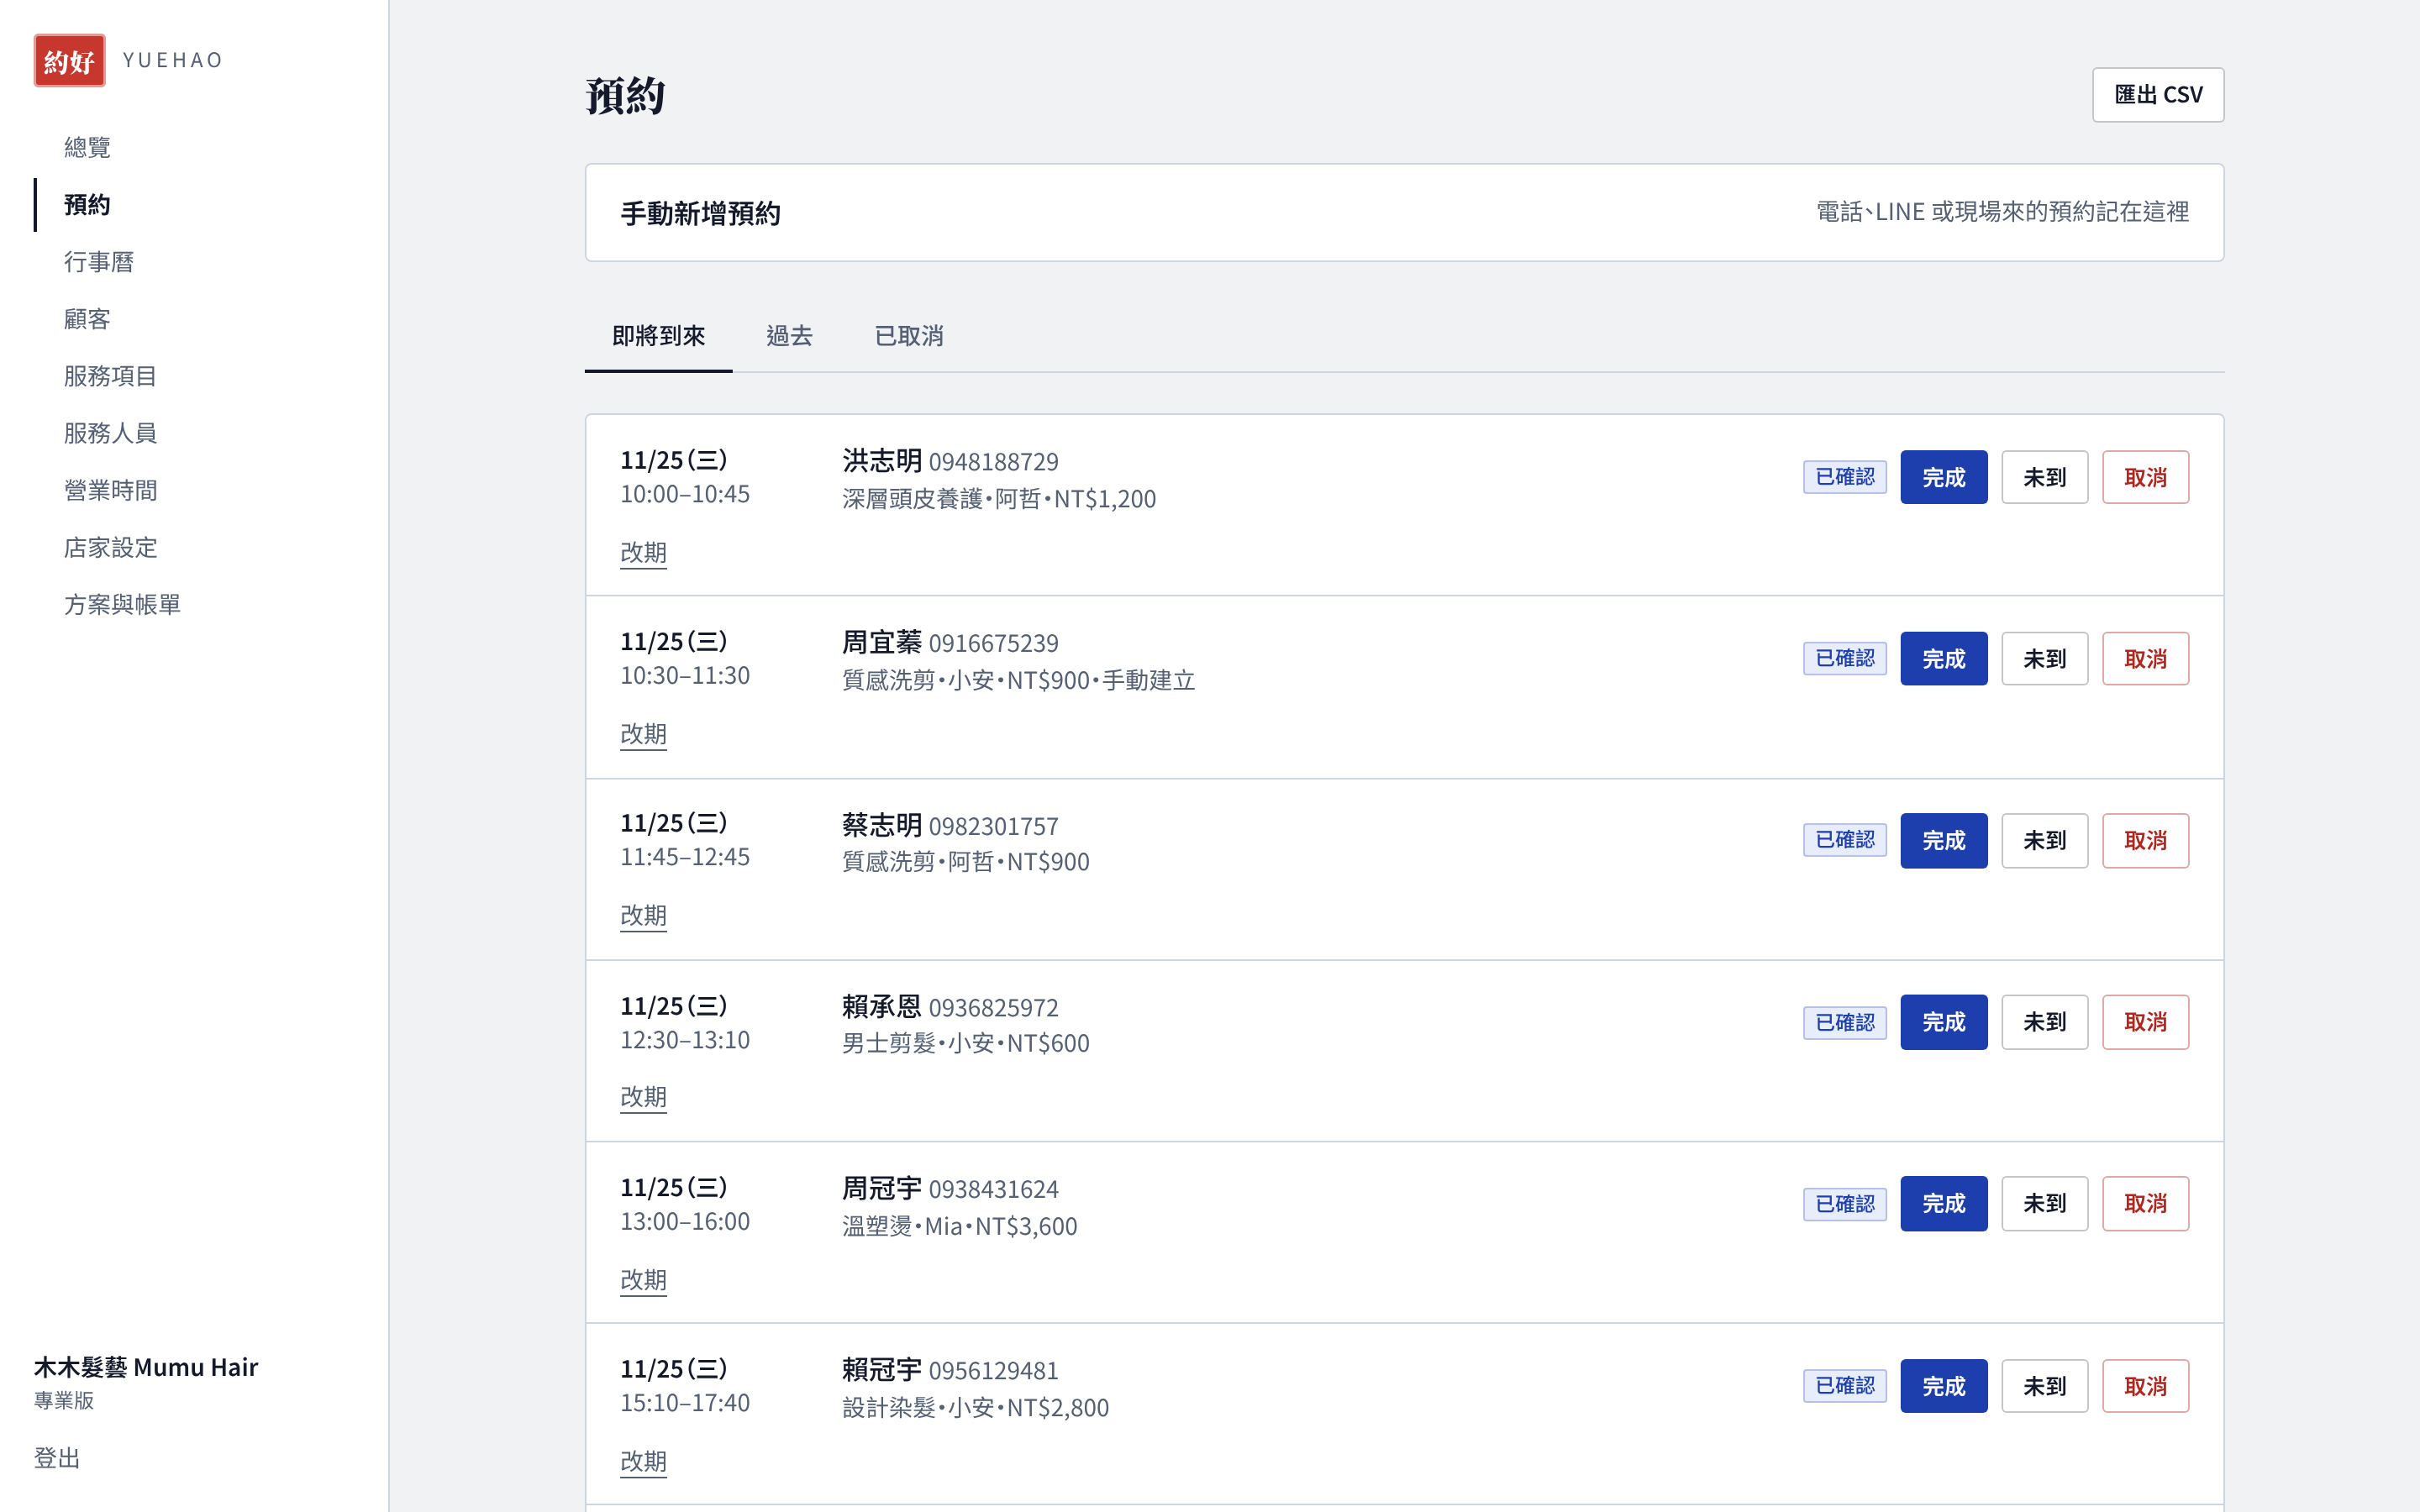 約好 YUEHAO
總覽
預約
行事曆
顧客
服務項目
服務人員
營業時間
店家設定
方案與帳單
木木髮藝 Mumu Hair
專業版
登出
預約
匯出 CSV
手動新增預約
電話、LINE 或現場來的預約記在這裡
即將到來 過去 已取消
11/25（三）
10:00–10:45
洪志明 0948188729
深層頭皮養護・阿哲・NT$1,200
已確認 完成 未到 取消
改期
11/25（三）
10:30–11:30
周宜蓁 0916675239
質感洗剪・小安・NT$900・手動建立
已確認 完成 未到 取消
改期
11/25（三）
11:45–12:45
蔡志明 0982301757
質感洗剪・阿哲・NT$900
已確認 完成 未到 取消
改期
11/25（三）
12:30–13:10
賴承恩 0936825972
男士剪髮・小安・NT$600
已確認 完成 未到 取消
改期
11/25（三）
13:00–16:00
周冠宇 0938431624
溫塑燙・Mia・NT$3,600
已確認 完成 未到 取消
改期
11/25（三）
15:10–17:40
賴冠宇 0956129481
設計染髮・小安・NT$2,800
已確認 完成 未到 取消
改期